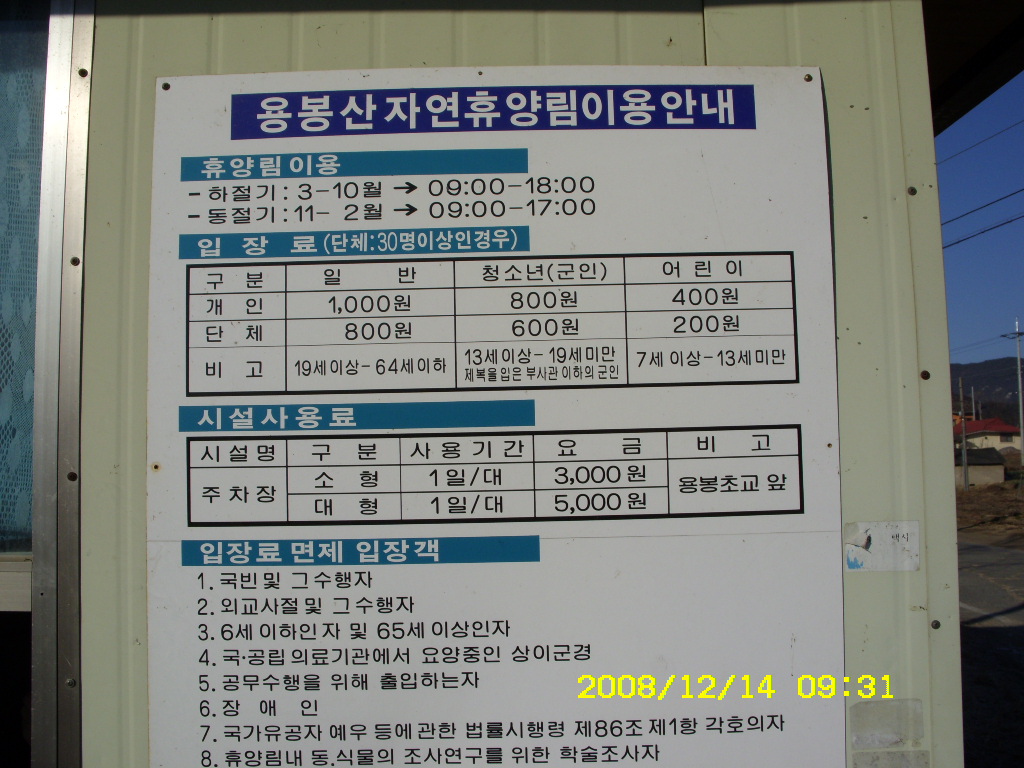 용봉산자연휴양림이용안내
휴양림이용
- 하절기 : 3-10월 → 09:00-18:00
- 동절기 : 11- 2월 → 09:00-17:00
입 장 료 (단체:30명이상인경우)
구 분 일 반 청소년(군인) 어 린 이
개 인 1,000원 800원 400원
단 체 800원 600원 200원
비 고 19세이상-64세이하 13세이상-19세미만 7세이상-13세미만
제복을 입은 부사관 이하의 군인
시설사용료
시설명 구 분 사용기간 요 금 비 고
주차장 소 형 1일/대 3,000원 용봉초교 앞
대 형 1일/대 5,000원
입장료 면제 입장객
1. 국빈 및 그 수행자
2. 외교사절 및 그 수행자
3. 6세 이하인 자 및 65세 이상인자
4. 국·공립 의료기관에서 요양중인 상이군경
5. 공무수행을 위해 출입하는자
6. 장 애 인
7. 국가유공자 예우 등에 관한 법률시행령 제86조 제1항 각호의자
8. 휴양림내 동.식물의 조사연구를 위한 학술조사자
2008/12/14 09:31